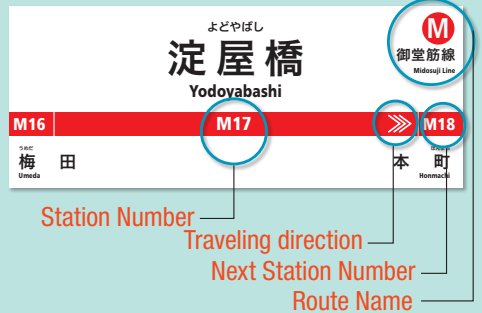 よどやばし
淀屋橋
Yodoyabashi
M
御堂筋線
Midosuji Line
M16 M17 M18
うめだ ほんまち
梅田 本町
Umeda Honmachi
Station Number
Traveling direction
Next Station Number
Route Name